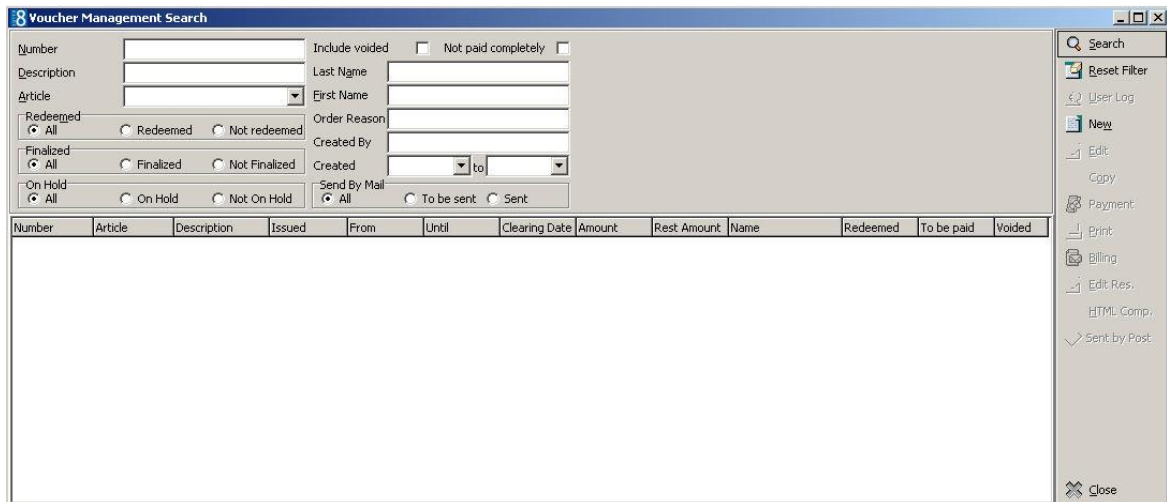 8 Voucher Management Search
Number
Description
Article
Redeemed
All Redeemed Not redeemed
Finalized
All Finalized Not Finalized
On Hold
All On Hold Not On Hold
Include voided Not paid completely
Last Name
First Name
Order Reason
Created By
Created to
Send By Mail
All To be sent Sent
Number Article Description Issued From Until Clearing Date Amount Rest Amount Name Redeemed To be paid Voided
Search
Reset Filter
User Log
New
Edit
Copy
Payment
Print
Billing
Edit Res.
HTML Comp.
Sent by Post
Close